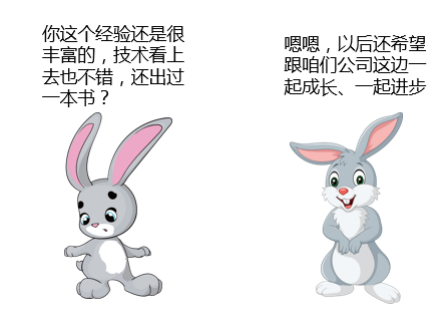 你这个经验还是很
丰富的，技术看上
去也不错，还出过
一本书？
嗯嗯，以后还希望
跟咱们公司这边一
起成长、一起进步